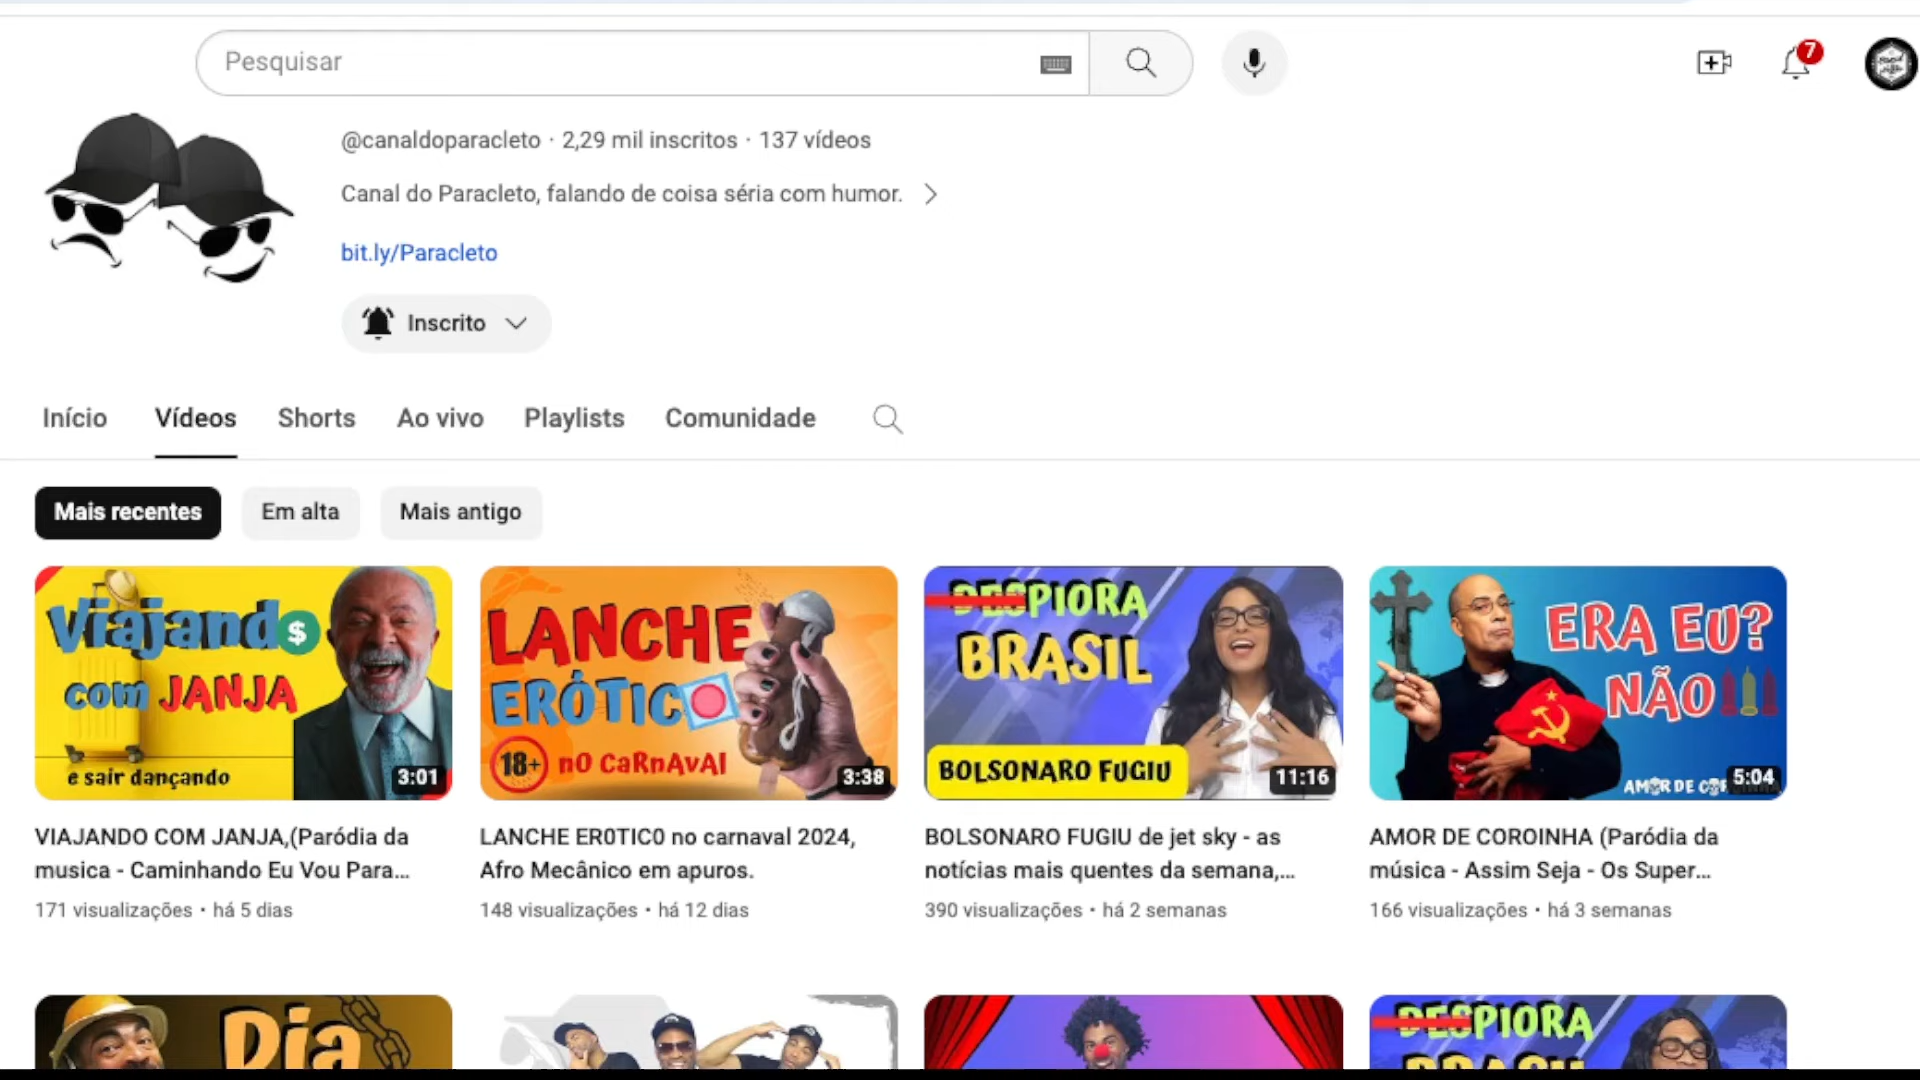 Pesquisar
7
@canaldoparacleto · 2,29 mil inscritos · 137 vídeos
Canal do Paracleto, falando de coisa séria com humor.
bit.ly/Paracleto
Inscrito
Início Vídeos Shorts Ao vivo Playlists Comunidade
Mais recentes Em alta Mais antigo
Viajand$
com JANJA
e sair dançando
3:01
LANCHE
ERÓTIC
18+ no CaRnAvAl
3:38
DESPIORA
BRASIL
BOLSONARO FUGIU
11:16
ERA EU?
NÃO
AMOR DE
5:04
VIAJANDO COM JANJA,(Paródia da
musica - Caminhando Eu Vou Para...
171 visualizações • há 5 dias
LANCHE ER0TIC0 no carnaval 2024,
Afro Mecânico em apuros.
148 visualizações • há 12 dias
BOLSONARO FUGIU de jet sky - as
notícias mais quentes da semana,...
390 visualizações • há 2 semanas
AMOR DE COROINHA (Paródia da
música - Assim Seja - Os Super...
166 visualizações • há 3 semanas
Dia
DESPIORA
BRASIL